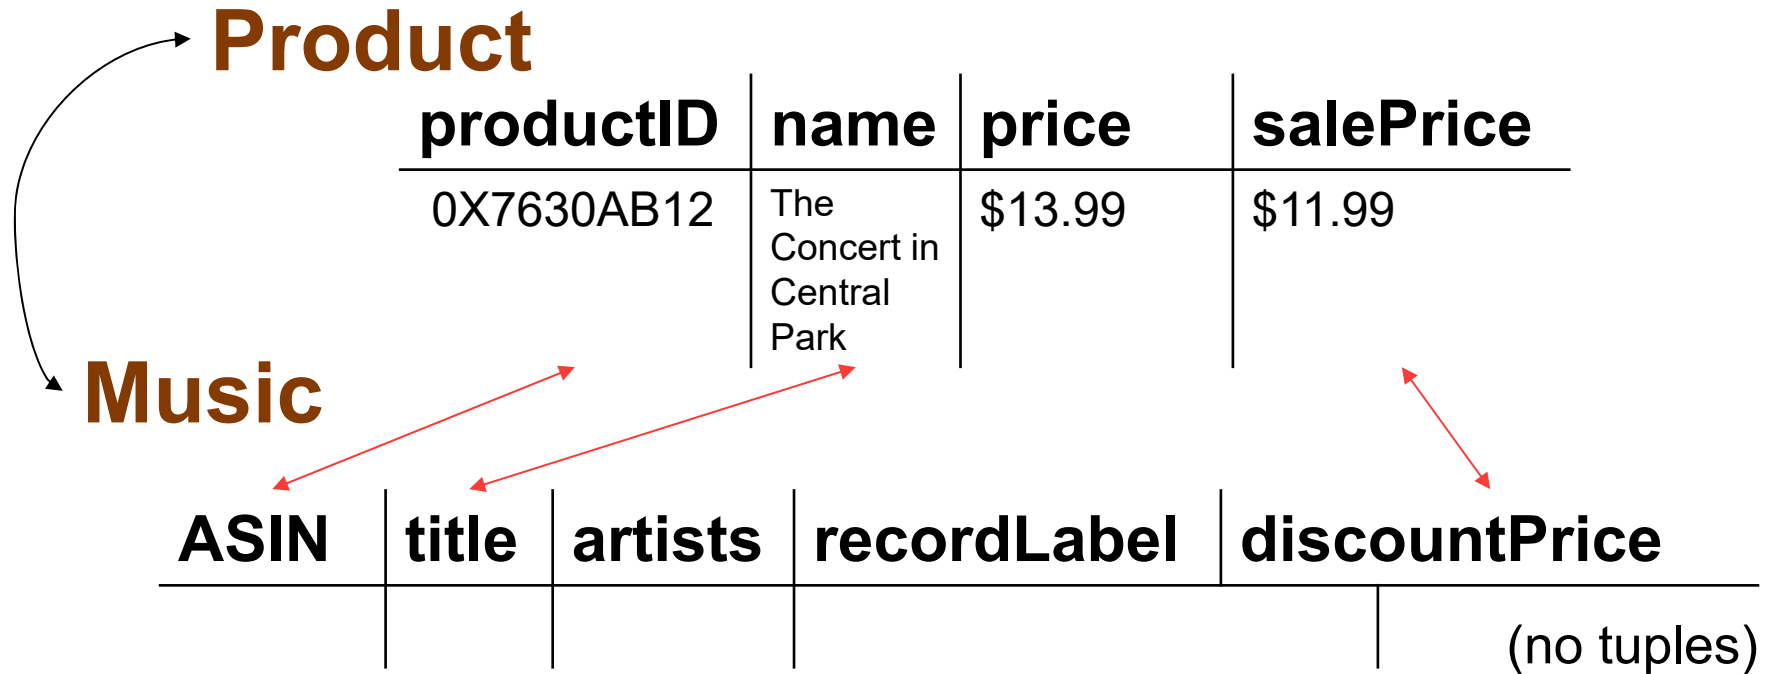 Product
productID name price salePrice
0X7630AB12 The $13.99 $11.99
Concert in
Central
Park
Music
ASIN title artists recordLabel discountPrice
(no tuples)